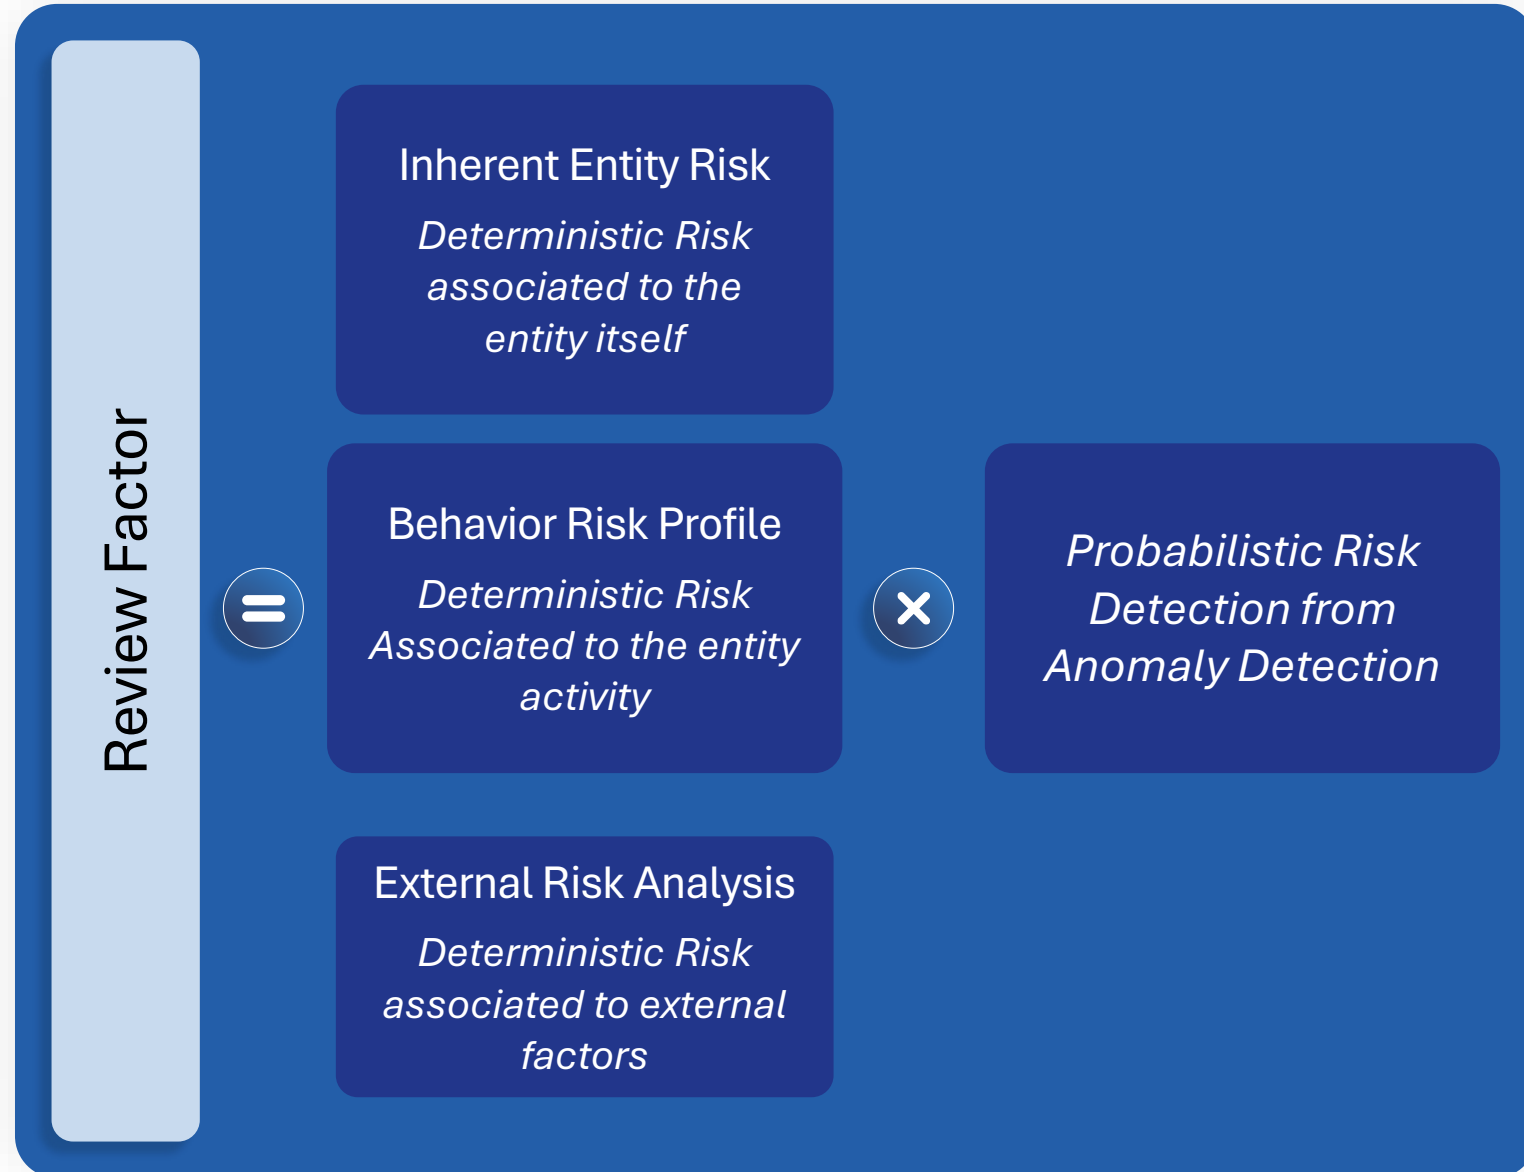 Review Factor
=
Inherent Entity Risk
Deterministic Risk
associated to the
entity itself
Behavior Risk Profile
Deterministic Risk
Associated to the entity
activity
External Risk Analysis
Deterministic Risk
associated to external
factors
×
Probabilistic Risk
Detection from
Anomaly Detection